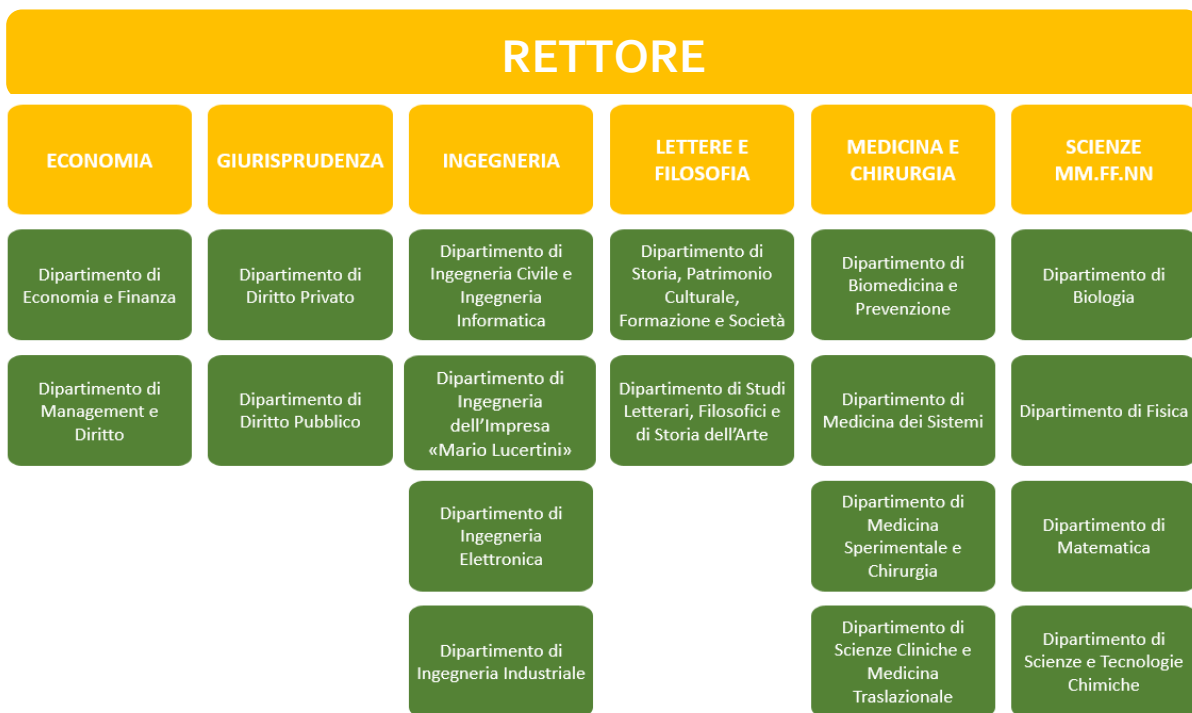 RETTORE
ECONOMIA
GIURISPRUDENZA
INGEGNERIA
LETTERE E
FILOSOFIA
MEDICINA E
CHIRURGIA
SCIENZE
MM.FF.NN
Dipartimento di
Economia e Finanza
Dipartimento di
Diritto Privato
Dipartimento di
Ingegneria Civile e
Ingegneria
Informatica
Dipartimento di
Storia, Patrimonio
Culturale,
Formazione e Società
Dipartimento di
Biomedicina e
Prevenzione
Dipartimento di
Biologia
Dipartimento di
Management e
Diritto
Dipartimento di
Diritto Pubblico
Dipartimento di
Ingegneria
dell'Impresa
«Mario Lucertini»
Dipartimento di Studi
Letterari, Filosofici e
di Storia dell'Arte
Dipartimento di
Medicina dei Sistemi
Dipartimento di Fisica
Dipartimento di
Ingegneria
Elettronica
Dipartimento di
Medicina
Sperimentale e
Chirurgia
Dipartimento di
Matematica
Dipartimento di
Ingegneria Industriale
Dipartimento di
Scienze Cliniche e
Medicina
Traslazionale
Dipartimento di
Scienze e Tecnologie
Chimiche